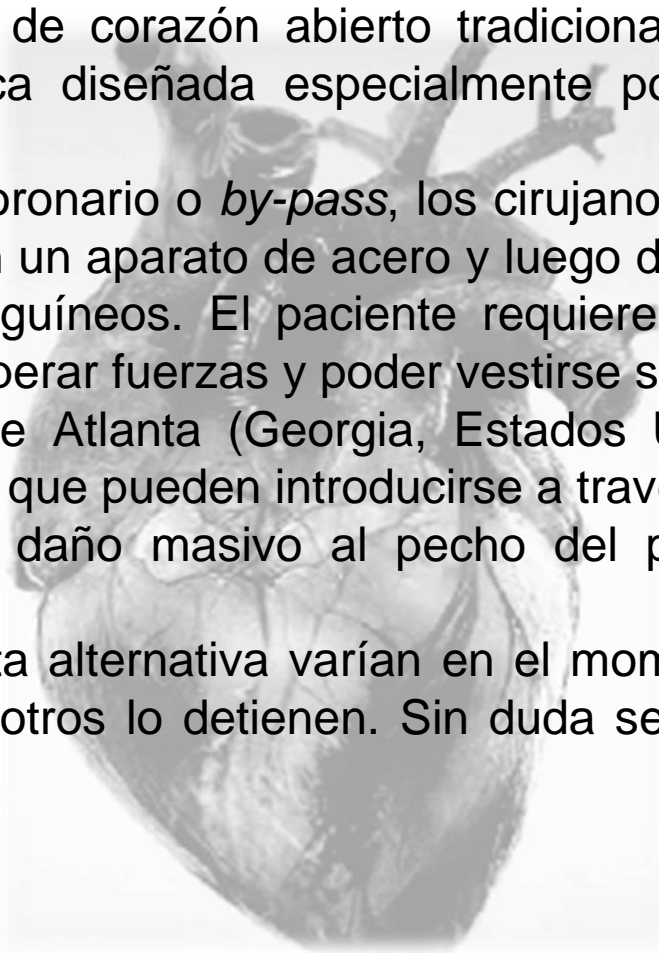 de corazón abierto tradiciona
ca diseñada especialmente po
oronario o by-pass, los cirujano
un aparato de acero y luego d
guíneos. El paciente requiere
perar fuerzas y poder vestirse s
e Atlanta (Georgia, Estados U
que pueden introducirse a trav
daño masivo al pecho del p
ta alternativa varían en el mom
otros lo detienen. Sin duda se